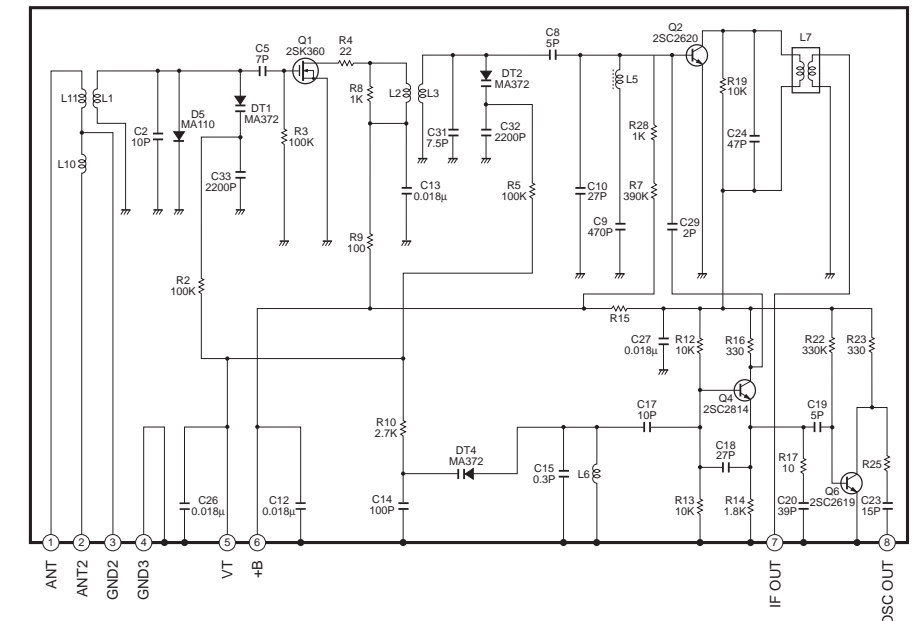 Q1
2SK360
R4
22
C5
7P
C8
5P
Q2
2SC2620
L7
L11
L1
C2
10P
D5
MA110
DT1
MA372
R3
100K
R8
1K
L2
L3
C31
7.5P
DT2
MA372
C32
2200P
L5
R28
1K
R19
10K
C24
47P
L10
C33
2200P
C13
0.018μ
R5
100K
C10
27P
C9
470P
R7
390K
C29
2P
R2
100K
R9
100
R15
C27
0.018μ
R12
10K
R16
330
R22
330K
R23
330
Q4
2SC2814
R10
2.7K
DT4
MA372
C17
10P
C19
5P
C15
0.3P
L6
C18
27P
R17
10
R25
Q6
2SC2619
C26
0.018μ
C12
0.018μ
C14
100P
R13
10K
R14
1.8K
C20
39P
C23
15P
1
2
3
4
5
6
7
8
ANT
ANT2
GND2
GND3
VT
+B
IF OUT
OSC OUT